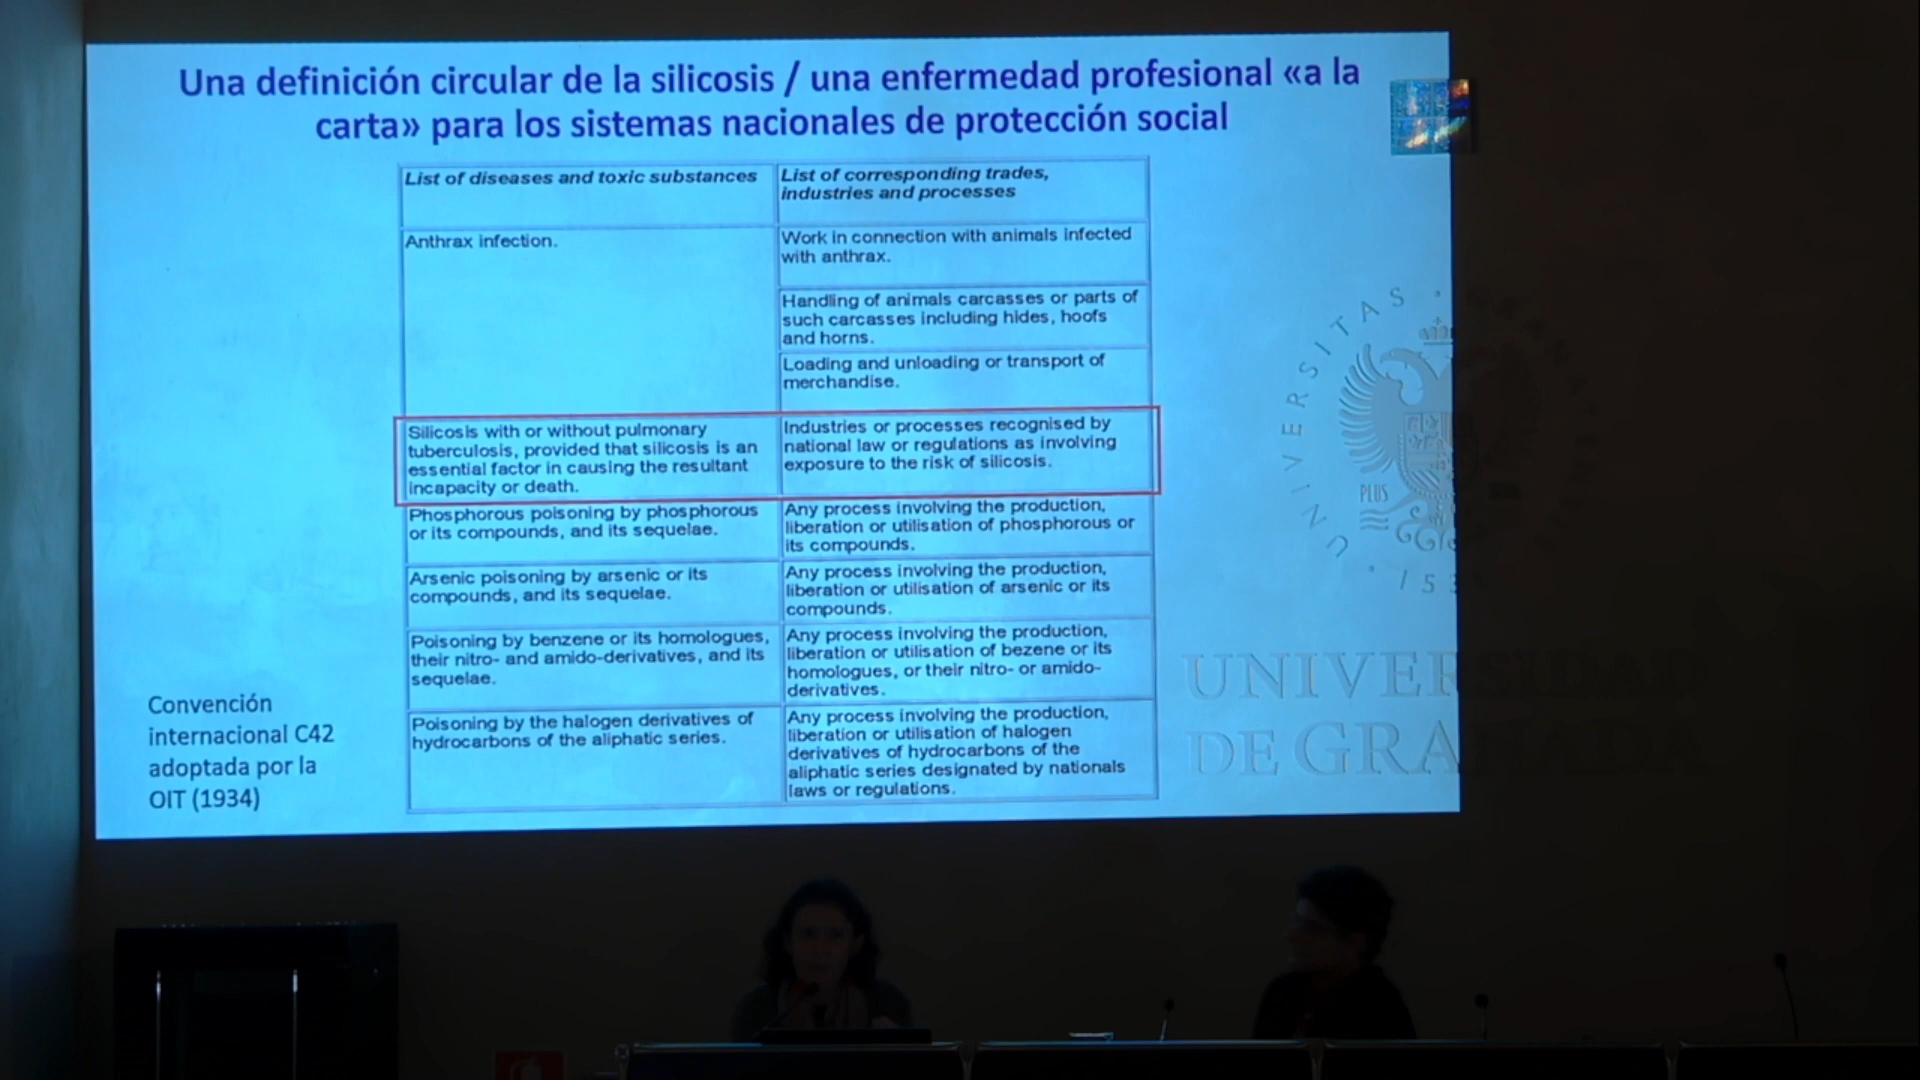 Una definición circular de la silicosis / una enfermedad profesional «a la
carta» para los sistemas nacionales de protección social
List of diseases and toxic substances
List of corresponding trades,
industries and processes
Anthrax infection.
Work in connection with animals infected
with anthrax.
Handling of animals carcasses or parts of
such carcasses including hides, hoofs
and horns.
Loading and unloading or transport of
merchandise.
Silicosis with or without pulmonary
tuberculosis, provided that silicosis is an
essential factor in causing the resultant
incapacity or death.
Industries or processes recognised by
national law or regulations as involving
exposure to the risk of silicosis.
Phosphorous poisoning by phosphorous
or its compounds, and its sequelae.
Any process involving the production,
liberation or utilisation of phosphorous or
its compounds.
Arsenic poisoning by arsenic or its
compounds, and its sequelae.
Any process involving the production,
liberation or utilisation of arsenic or its
compounds.
Poisoning by benzene or its homologues,
their nitro- and amido-derivatives, and its
sequelae.
Any process involving the production,
liberation or utilisation of bezene or its
homologues, or their nitro- or amido-
derivatives.
Poisoning by the halogen derivatives of
hydrocarbons of the aliphatic series.
Any process involving the production,
liberation or utilisation of halogen
derivatives of hydrocarbons of the
aliphatic series designated by nationals
laws or regulations.
Convención
internacional C42
adoptada por la
OIT (1934)
UNIVERSITAS · 153
PLUS
UNIVERSIDAD
DE GRANADA